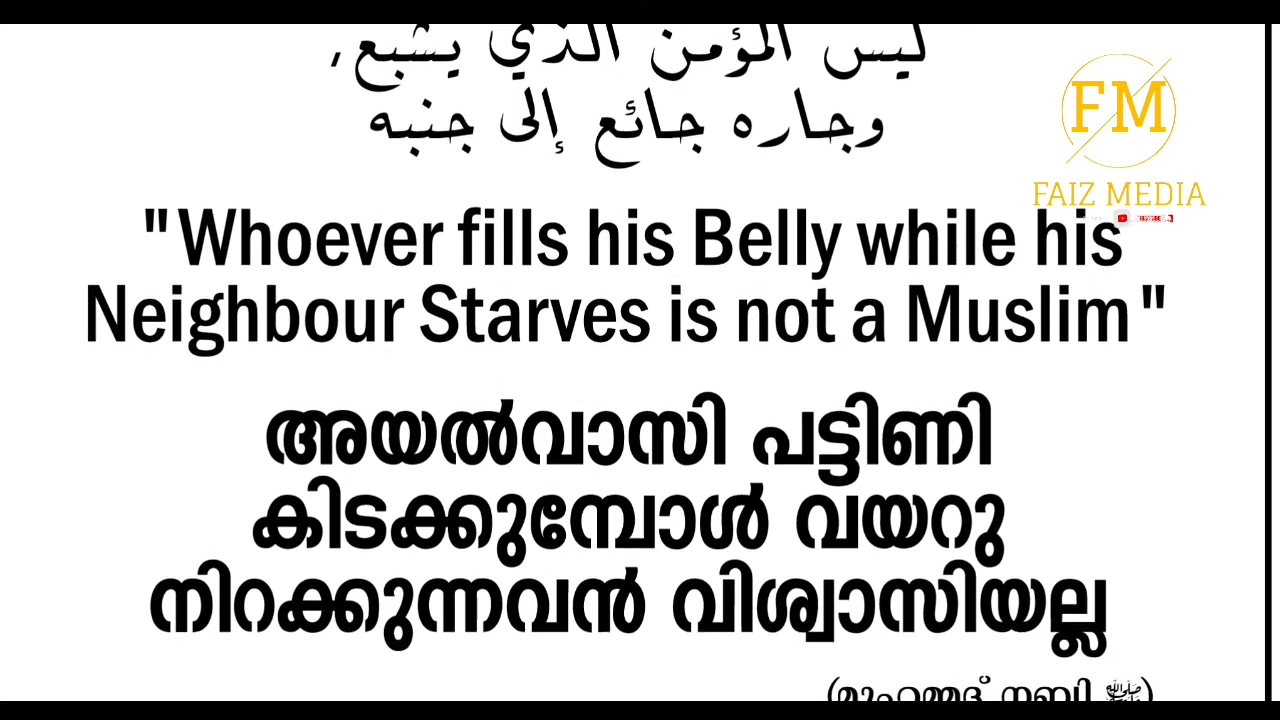 ليس المؤمن الذي يشبع،
وجاره جائع إلى جنبه
FM
FAIZ MEDIA
"Whoever fills his Belly while his
Neighbour Starves is not a Muslim"
അയൽവാസി പട്ടിണി
കിടക്കുമ്പോൾ വയറു
നിറക്കുന്നവൻ വിശ്വാസിയല്ല
(മുഹമ്മദ് നബി ﷺ)